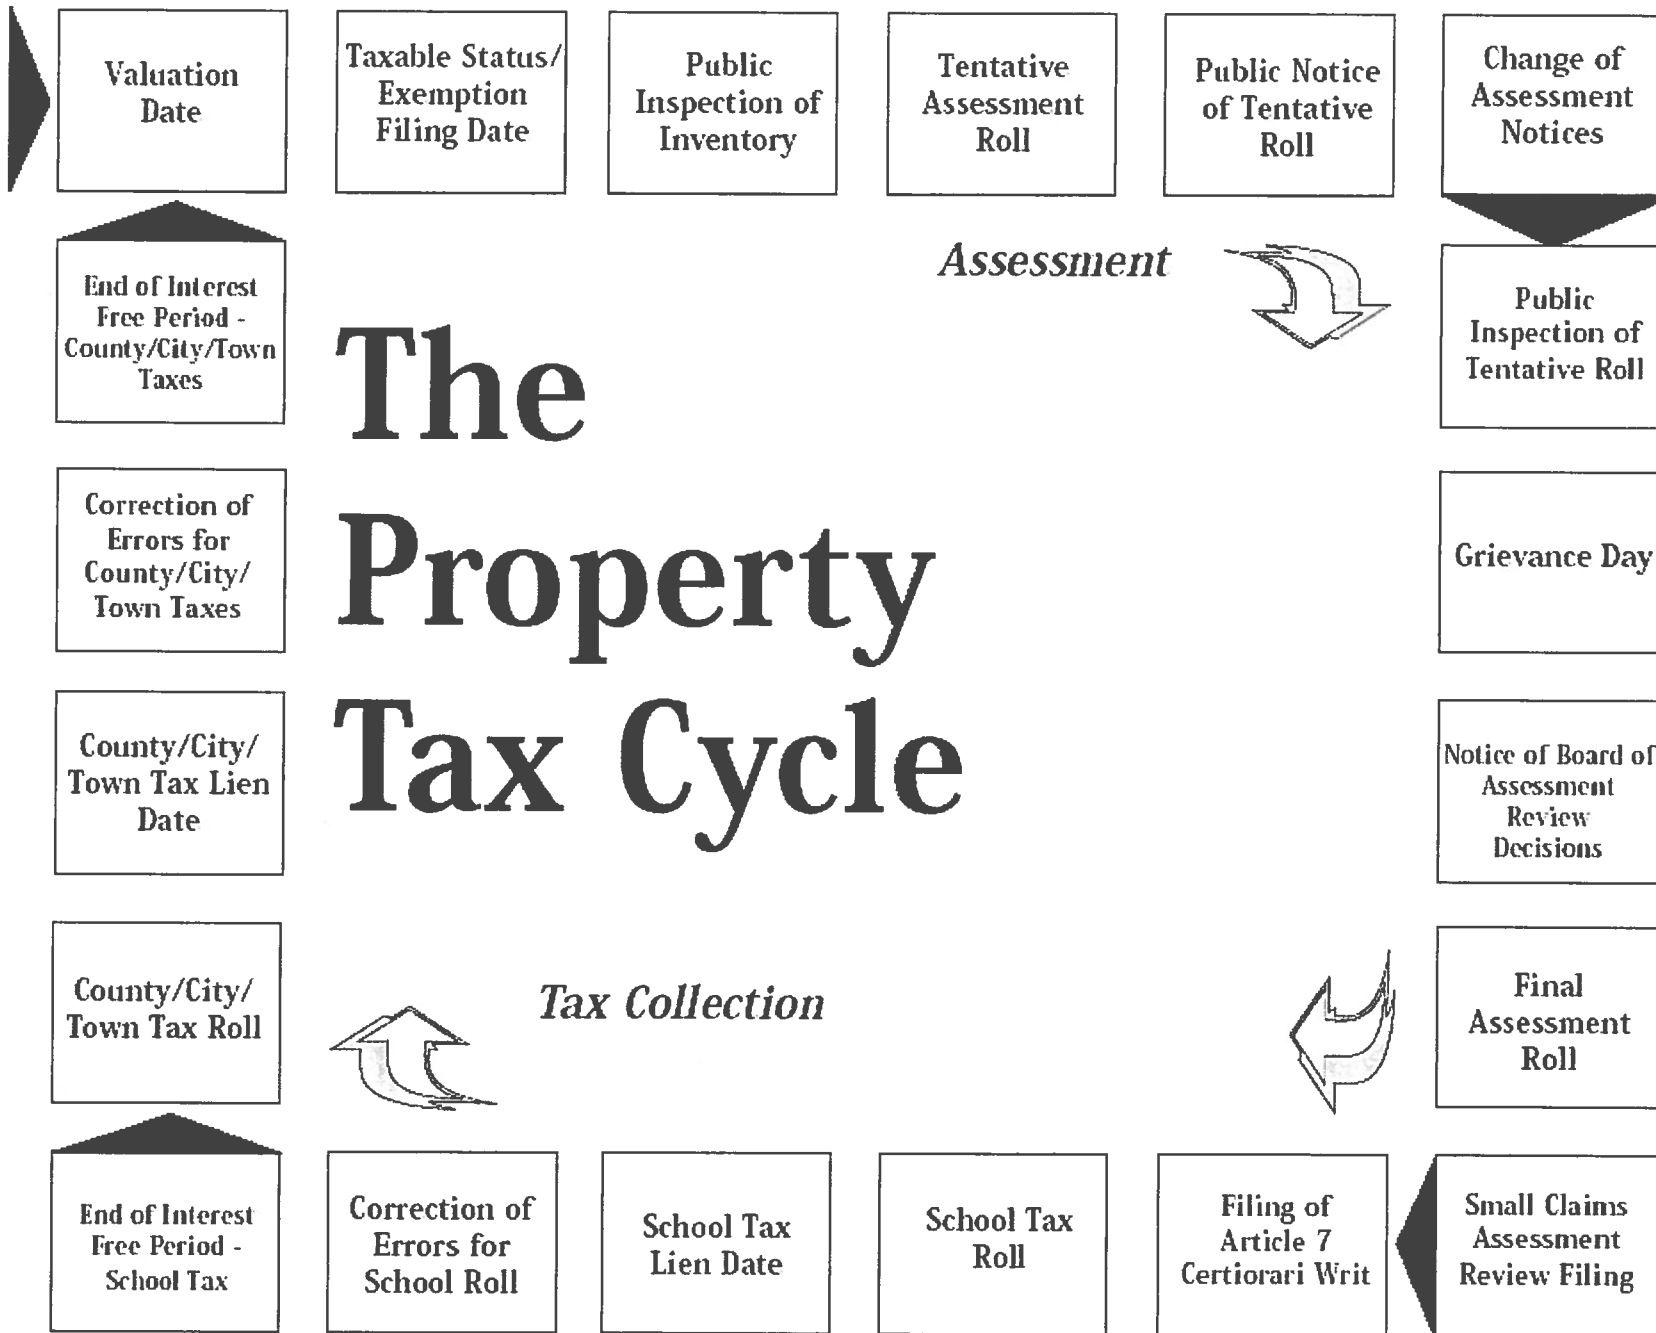 Valuation
Date
Taxable Status/
Exemption
Filing Date
Public
Inspection of
Inventory
Tentative
Assessment
Roll
Public Notice
of Tentative
Roll
Change of
Assessment
Notices
Public
Inspection of
Tentative Roll
Grievance Day
Notice of Board of
Assessment
Review
Decisions
Final
Assessment
Roll
Small Claims
Assessment
Review Filing
Filing of
Article 7
Certiorari Writ
School Tax
Roll
School Tax
Lien Date
Correction of
Errors for
School Roll
End of Interest
Free Period -
School Tax
County/City/
Town Tax Roll
County/City/
Town Tax Lien
Date
Correction of
Errors for
County/City/
Town Taxes
End of Interest
Free Period -
County/City/Town
Taxes
Assessment
The
Property
Tax Cycle
Tax Collection